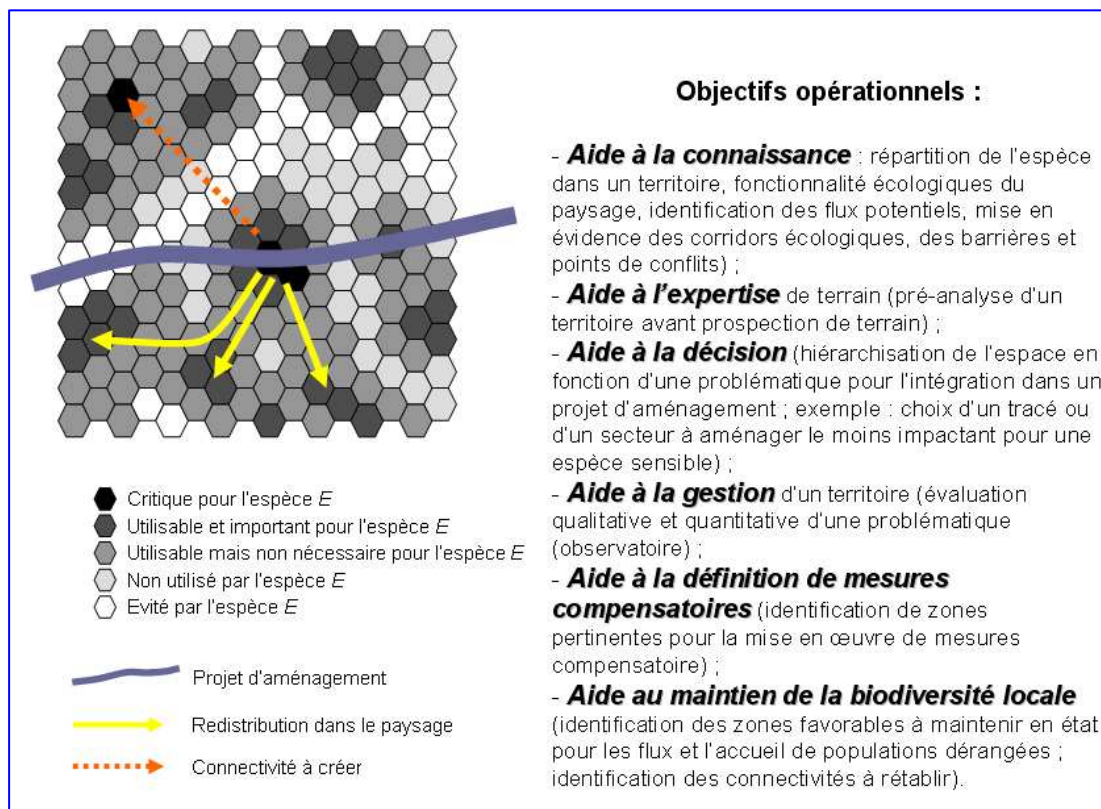 Objectifs opérationnels :
- Aide à la connaissance : répartition de l'espèce
dans un territoire, fonctionnalité écologiques du
paysage, identification des flux potentiels, mise en
évidence des corridors écologiques, des barrières et
points de conflits) ;
- Aide à l'expertise de terrain (pré-analyse d'un
territoire avant prospection de terrain) ;
- Aide à la décision (hiérarchisation de l'espace en
fonction d'une problématique pour l'intégration dans un
projet d'aménagement ; exemple : choix d'un tracé ou
d'un secteur à aménager le moins impactant pour une
espèce sensible) ;
- Aide à la gestion d'un territoire (évaluation
qualitative et quantitative d'une problématique
(observatoire) ;
- Aide à la définition de mesures
compensatoires (identification de zones
pertinentes pour la mise en œuvre de mesures
compensatoire) ;
- Aide au maintien de la biodiversité locale
(identification des zones favorables à maintenir en état
pour les flux et l'accueil de populations dérangées ;
identification des connectivités à rétablir).
Critique pour l'espèce E
Utilisable et important pour l'espèce E
Utilisable mais non nécessaire pour l'espèce E
Non utilisé par l'espèce E
Evité par l'espèce E
Projet d'aménagement
Redistribution dans le paysage
Connectivité à créer